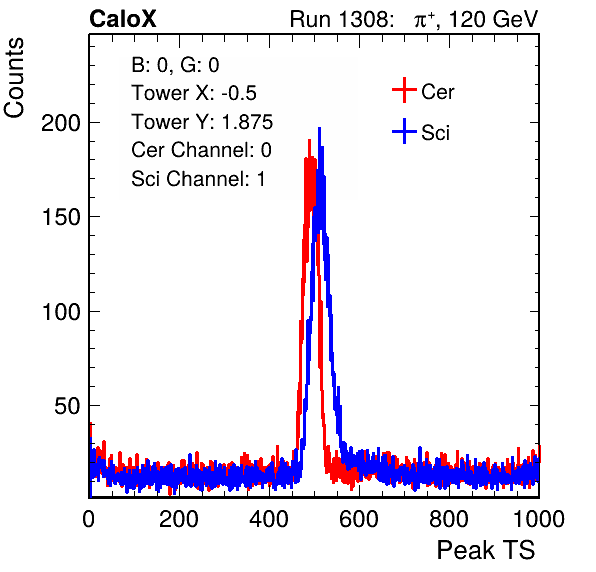 CaloX Run 1308: π⁺, 120 GeV
B: 0, G: 0
Tower X: -0.5
Tower Y: 1.875
Cer Channel: 0
Sci Channel: 1
Cer
Sci
Counts
200
150
100
50
0 200 400 600 800 1000
Peak TS